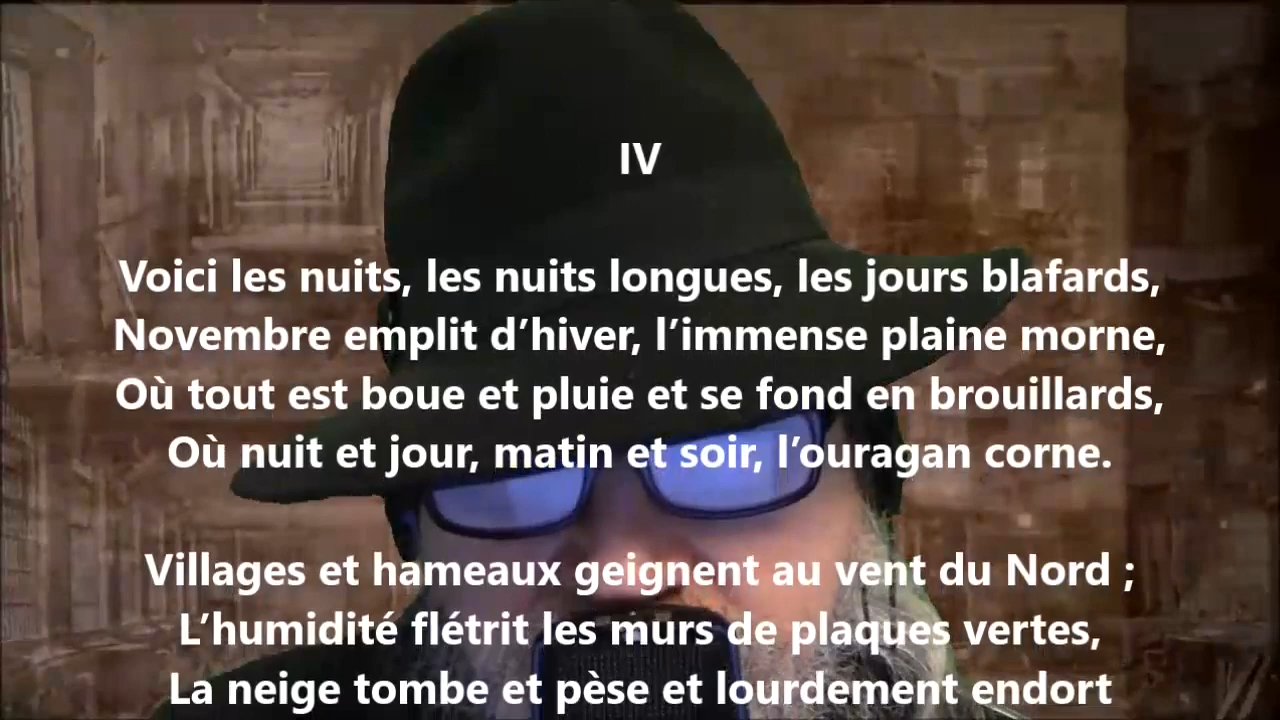 IV
Voici les nuits, les nuits longues, les jours blafards,
Novembre emplit d’hiver, l’immense plaine morne,
Où tout est boue et pluie et se fond en brouillards,
Où nuit et jour, matin et soir, l’ouragan corne.
Villages et hameaux geignent au vent du Nord ;
L’humidité flétrit les murs de plaques vertes,
La neige tombe et pèse et lourdement endort